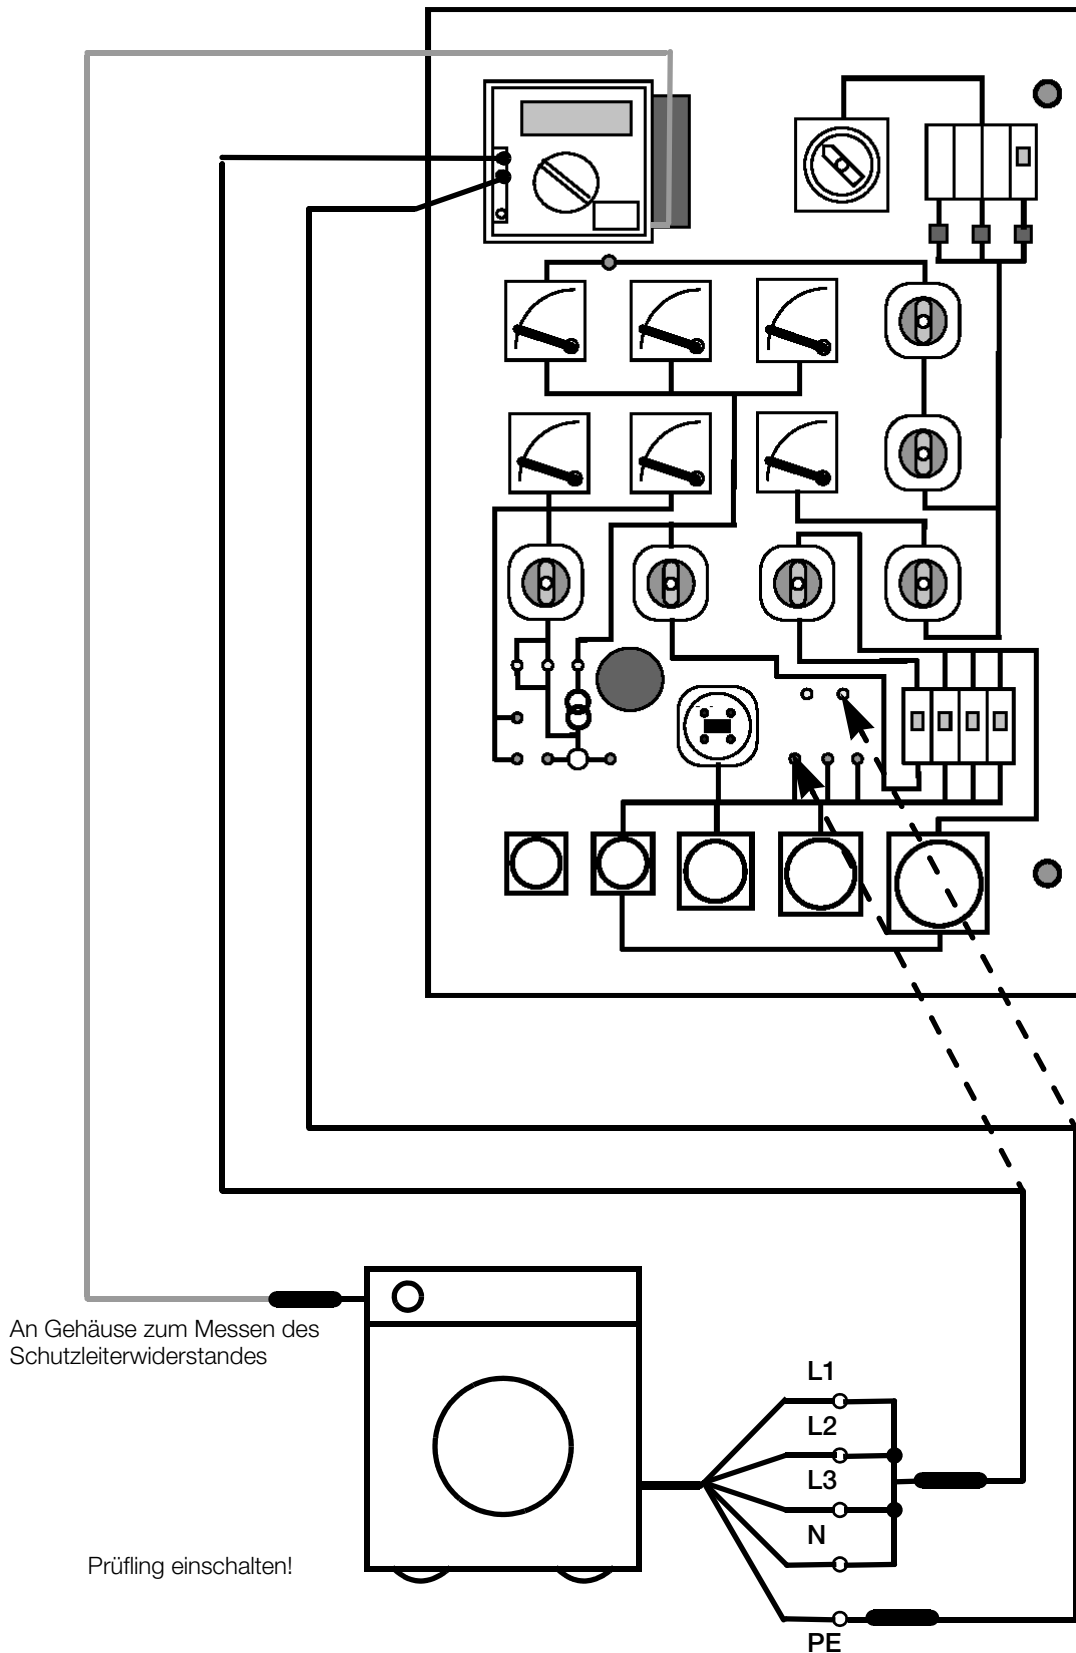 An Gehäuse zum Messen des
Schutzleiterwiderstandes
L1
L2
L3
N
Prüfling einschalten!
PE